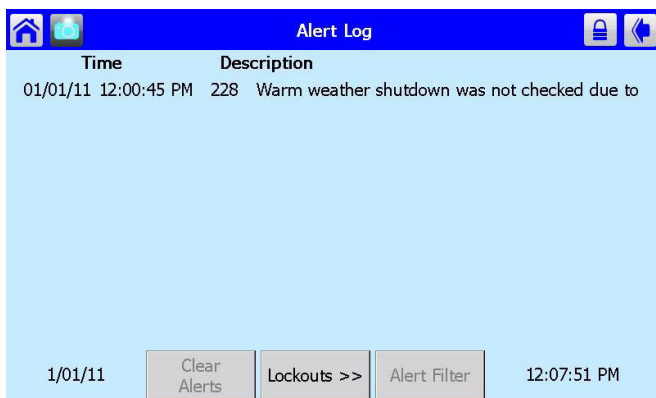 Alert Log
Time Description
01/01/11 12:00:45 PM 228 Warm weather shutdown was not checked due to
1/01/11 Clear Alerts Lockouts >> Alert Filter 12:07:51 PM